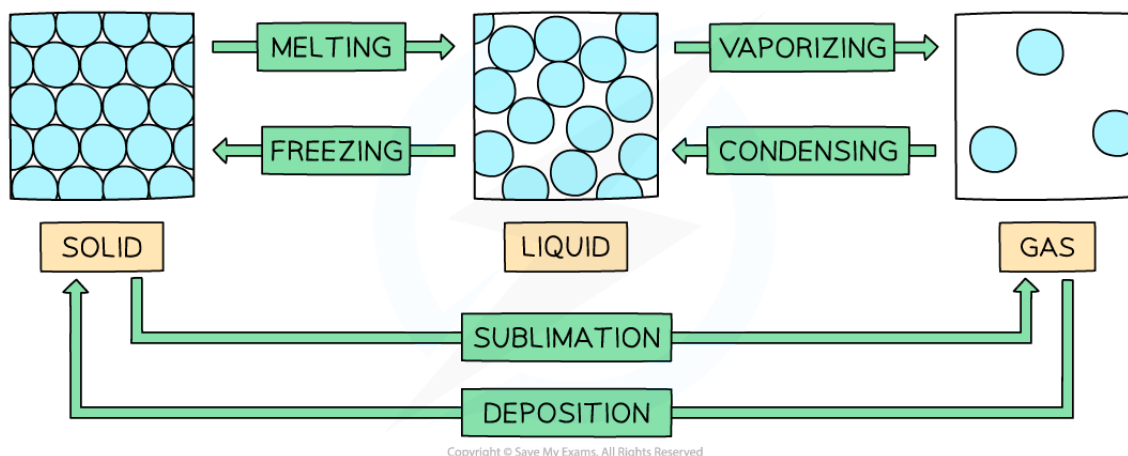 MELTING
VAPORIZING
FREEZING
CONDENSING
SOLID
LIQUID
GAS
SUBLIMATION
DEPOSITION
Copyright © Save My Exams. All Rights Reserved